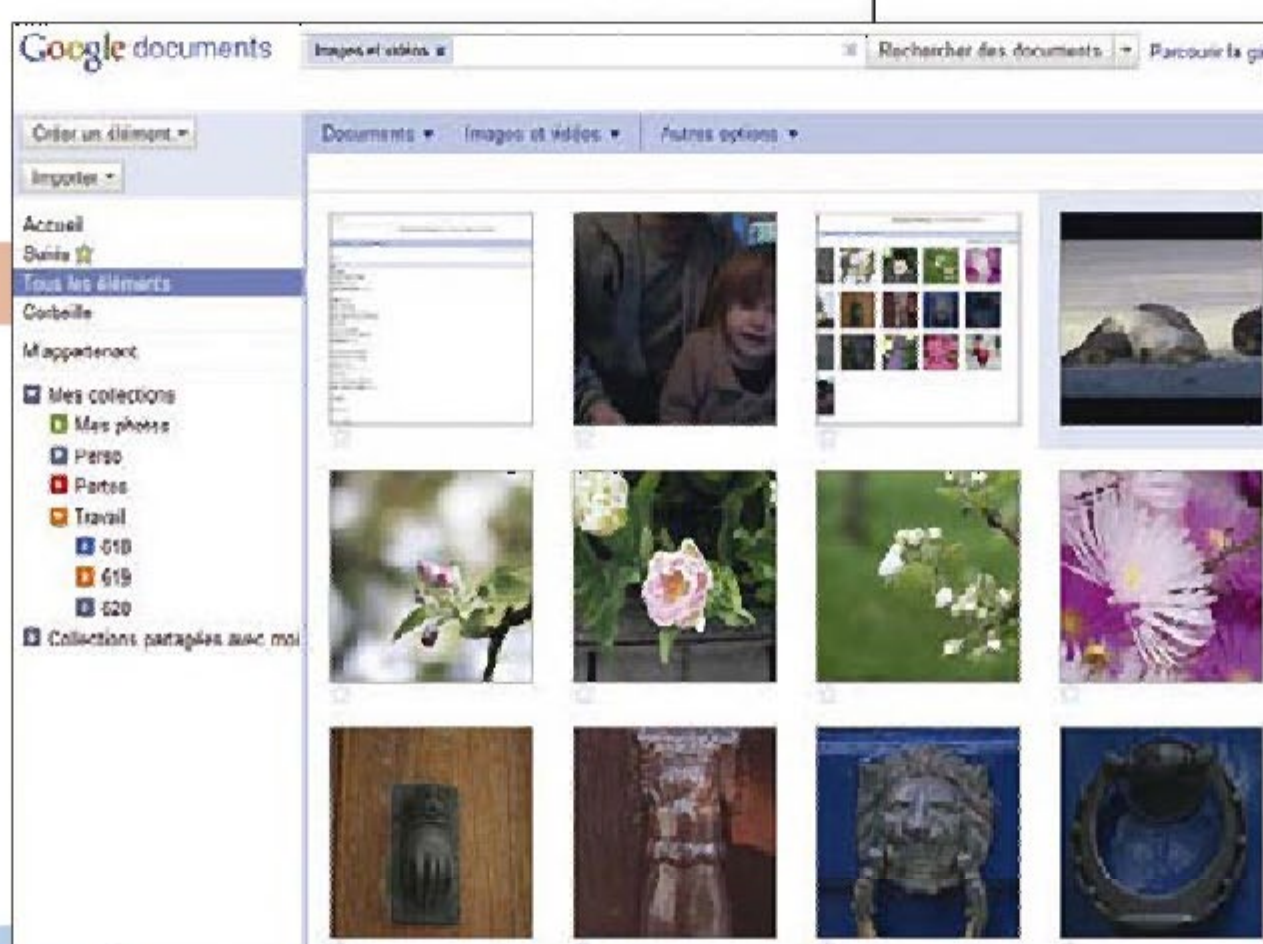 Google documents
Images et vidéos
Rechercher des documents
Parcourir la ga
Créer un élément
Importer
Documents
Images et vidéos
Autres options
Accueil
Suivis
Tous les éléments
Corbeille
M'appartenant
Mes collections
Mes photos
Perso
Portes
Travail
618
619
620
Collections partagées avec moi